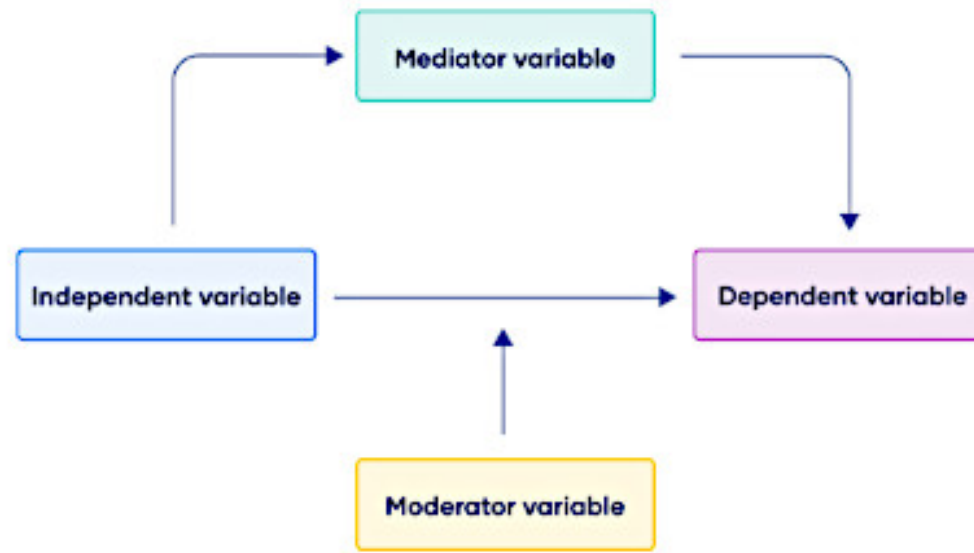 Mediator variable
Independent variable
Dependent variable
Moderator variable